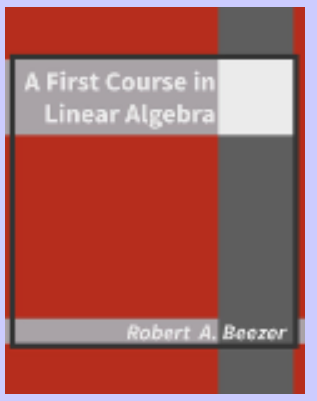 A First Course in
Linear Algebra
Robert A. Beezer